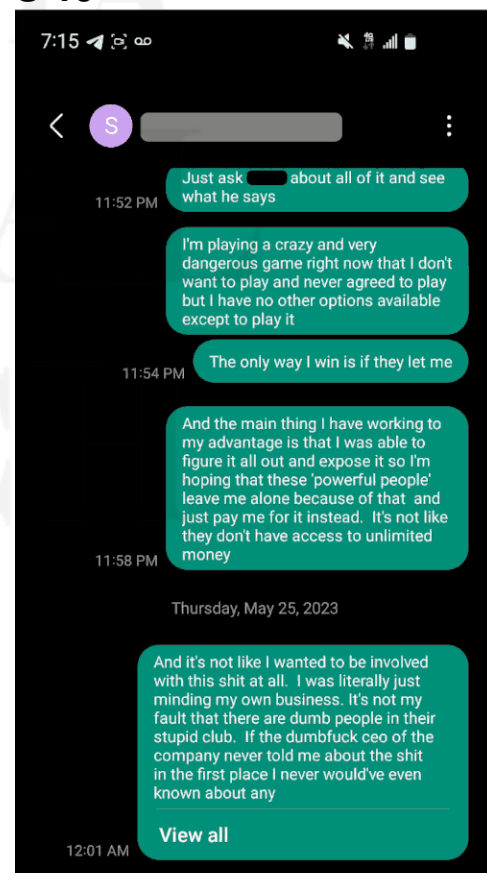 7:15
S
Just ask about all of it and see
what he says
11:52 PM
I'm playing a crazy and very
dangerous game right now that I don't
want to play and never agreed to play
but I have no other options available
except to play it
The only way I win is if they let me
11:54 PM
And the main thing I have working to
my advantage is that I was able to
figure it all out and expose it so I'm
hoping that these 'powerful people'
leave me alone because of that and
just pay me for it instead. It's not like
they don't have access to unlimited
money
11:58 PM
Thursday, May 25, 2023
And it's not like I wanted to be involved
with this shit at all. I was literally just
minding my own business. It's not my
fault that there are dumb people in their
stupid club. If the dumbfuck ceo of the
company never told me about the shit
in the first place I never would've even
known about any
View all
12:01 AM